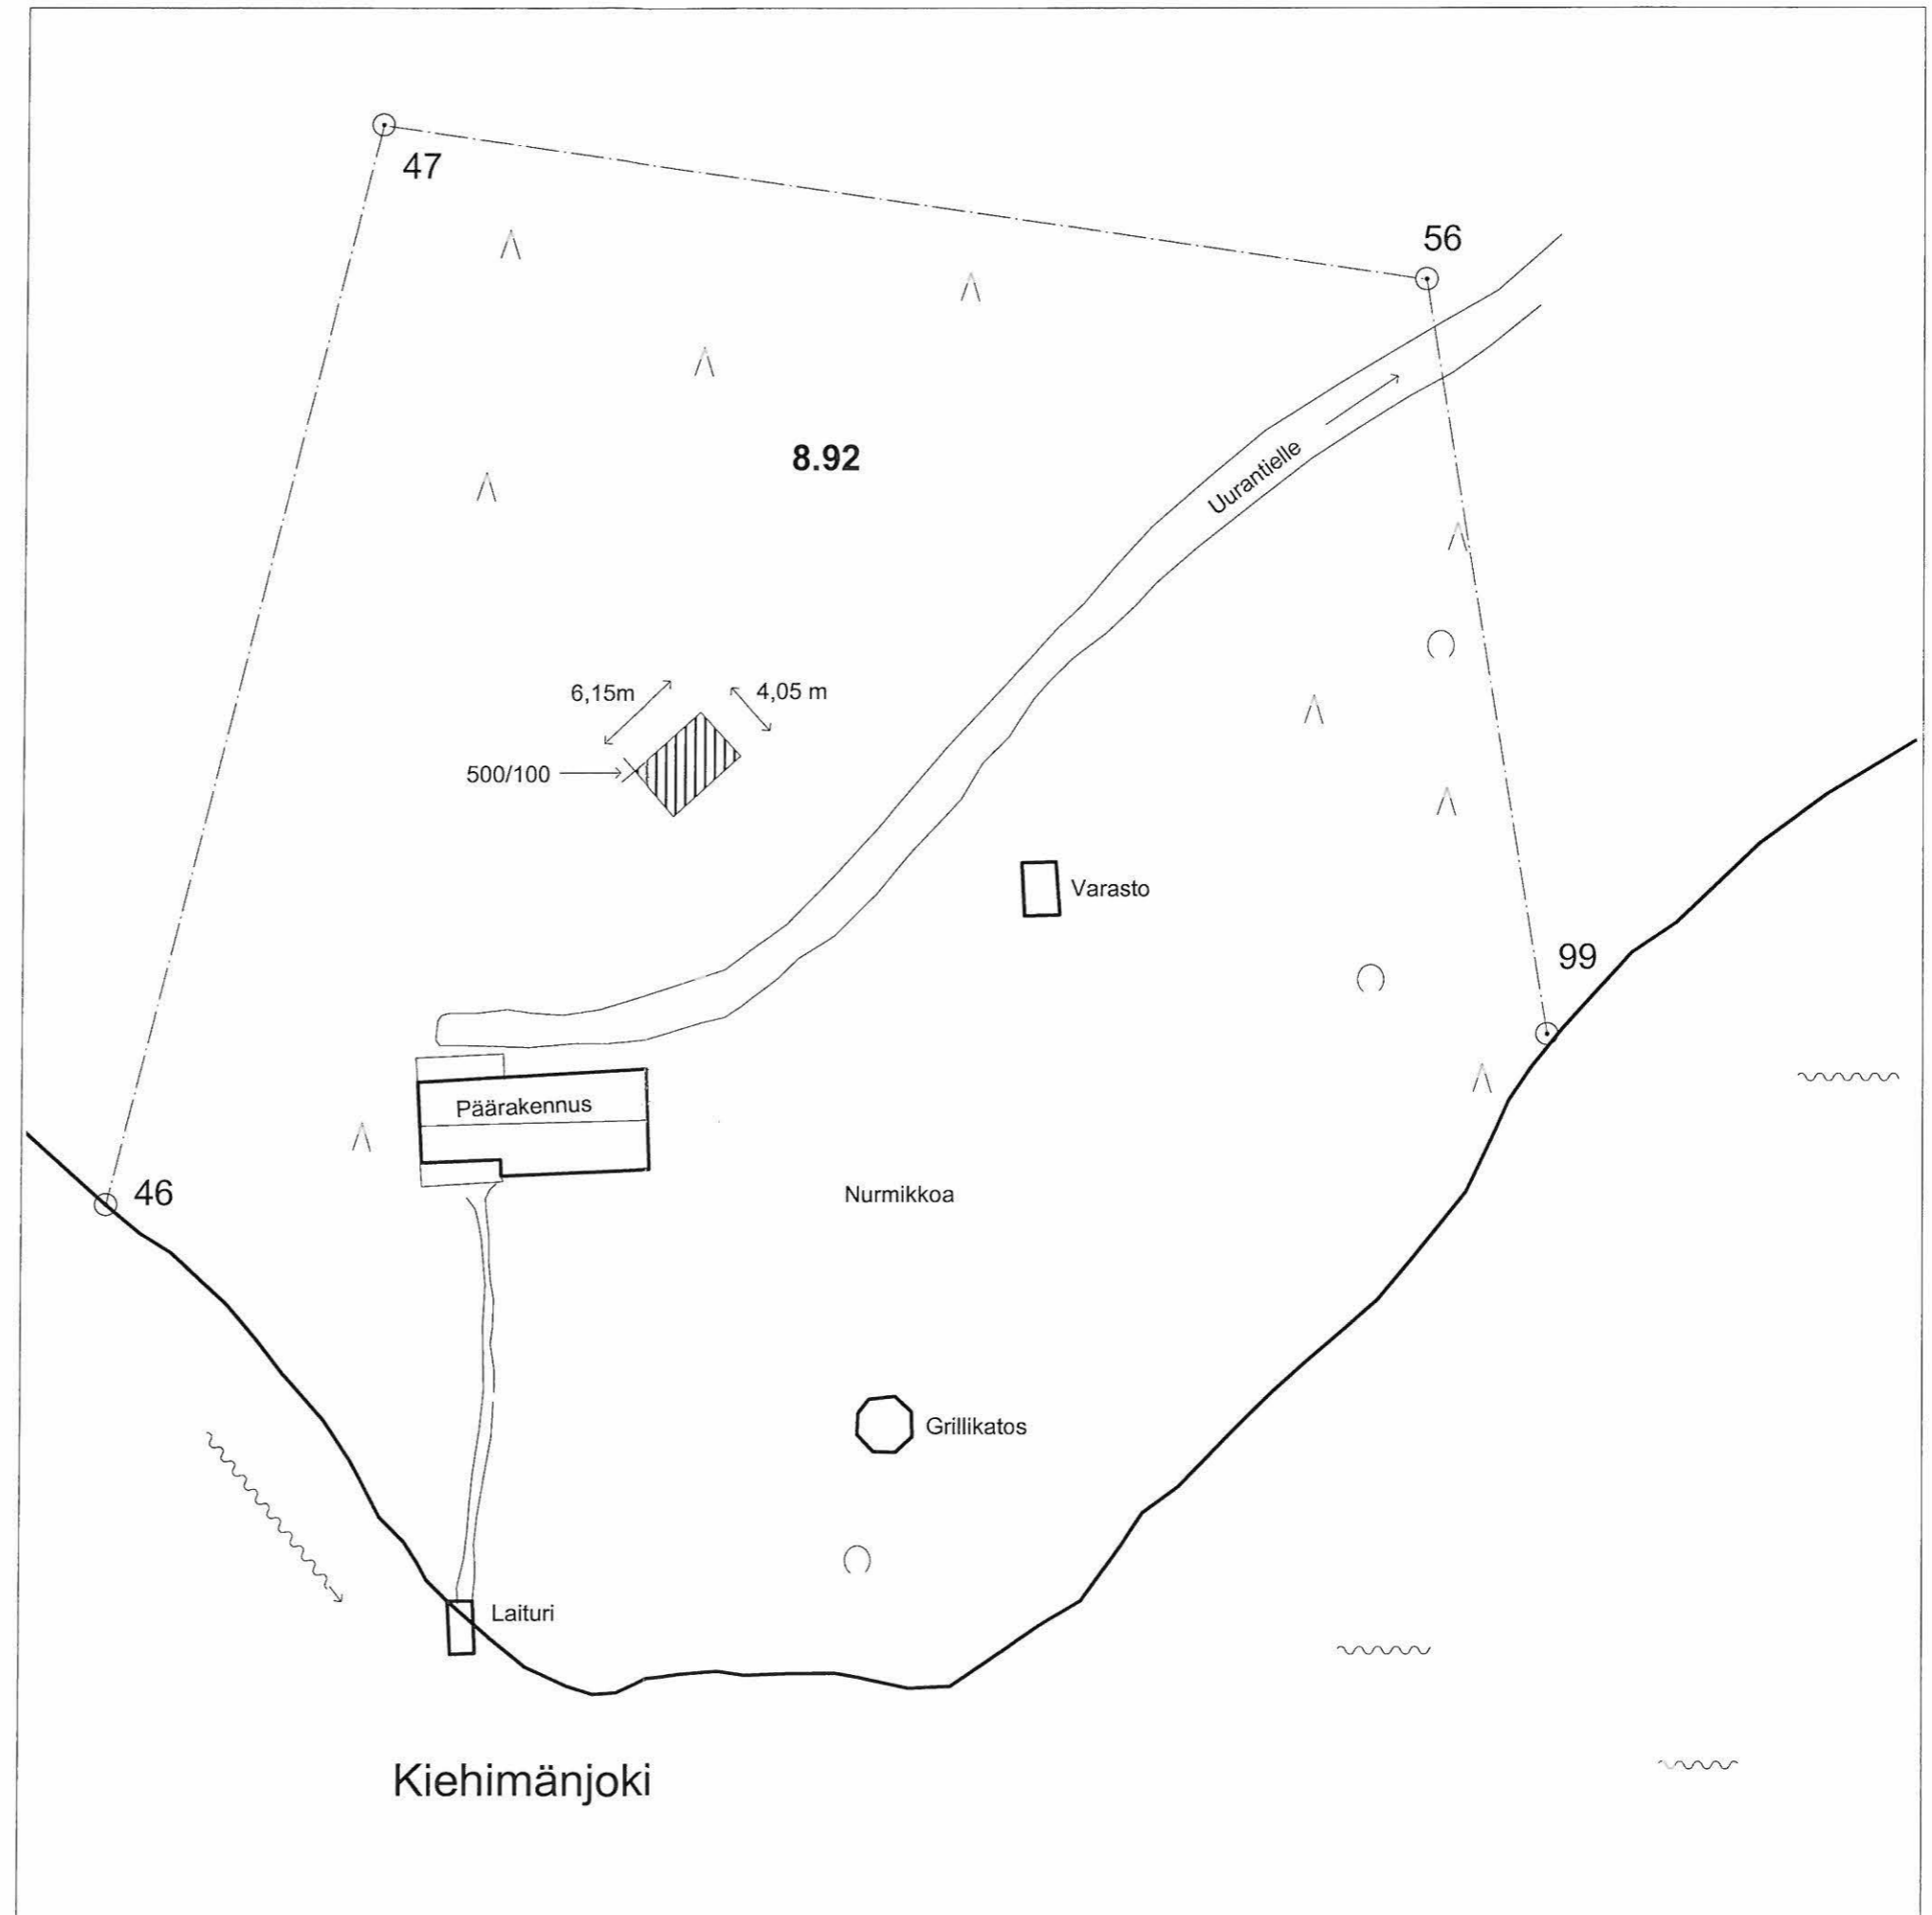 47
56
8.92
Uurantielle
6,15m
4,05 m
500/100
Varasto
99
Päärakennus
46
Nurmikkoa
Grillikatos
Laituri
Kiehimänjoki